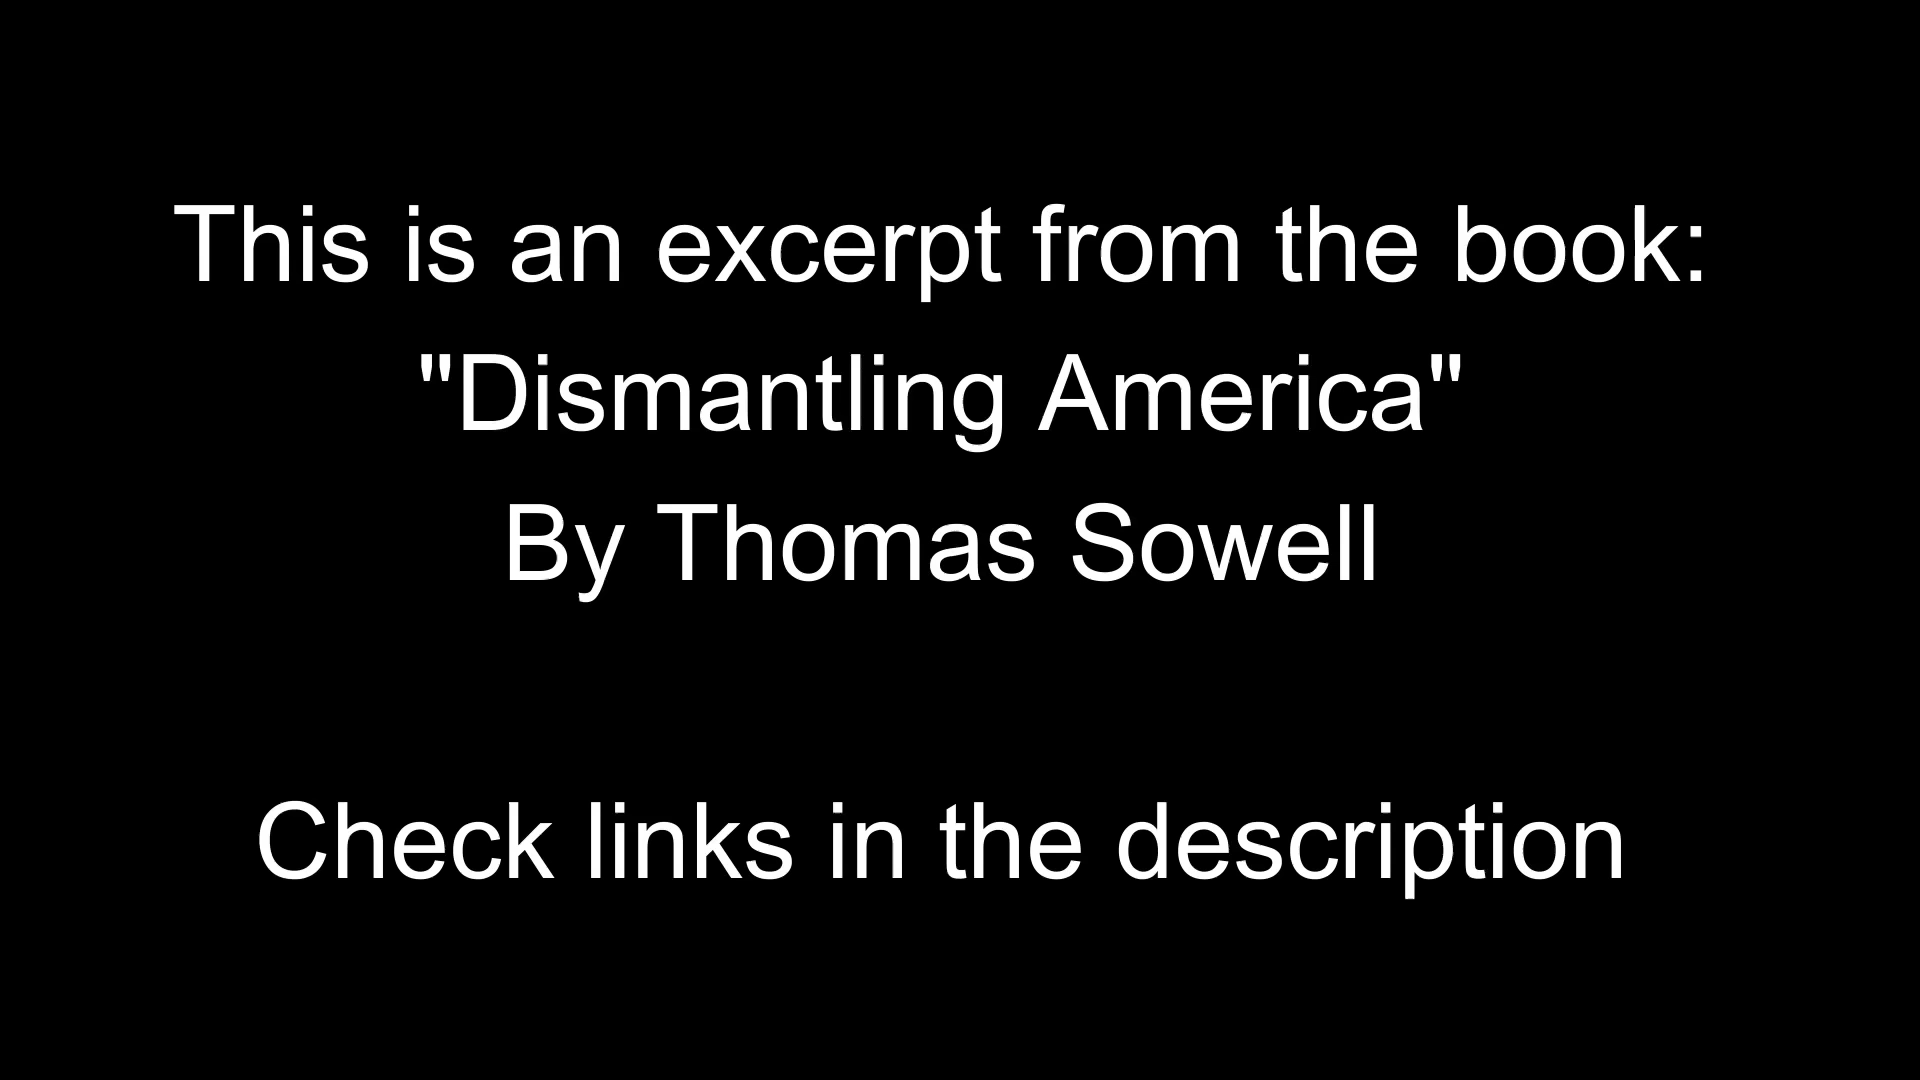 This is an excerpt from the book:
"Dismantling America"
By Thomas Sowell
Check links in the description